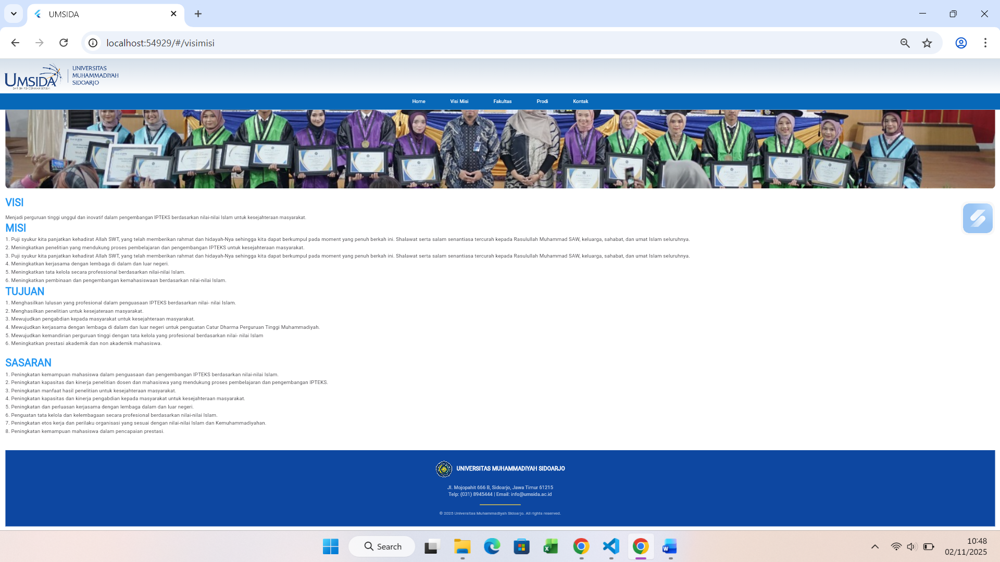 UMSIDA
localhost:54929/#/visimisi
UMSIDA
UNIVERSITAS
MUHAMMADIYAH
SIDOARJO
Home Visi Misi Fakultas Prodi Kontak
VISI
Menjadi perguruan tinggi unggul dan inovatif dalam pengembangan IPTEKS berdasarkan nilai-nilai Islam untuk kesejahteraan masyarakat.
MISI
1. Puji syukur kita panjatkan kehadirat Allah SWT, yang telah memberikan rahmat dan hidayah-Nya sehingga kita dapat berkumpul pada moment yang penuh berkah ini. Shalawat serta salam senantiasa tercurah kepada Rasulullah Muhammad SAW, keluarga, sahabat, dan umat Islam seluruhnya.
2. Meningkatkan penelitian yang mendukung proses pembelajaran dan pengembangan IPTEKS untuk kesejahteraan masyarakat.
3. Puji syukur kita panjatkan kehadirat Allah SWT, yang telah memberikan rahmat dan hidayah-Nya sehingga kita dapat berkumpul pada moment yang penuh berkah ini. Shalawat serta salam senantiasa tercurah kepada Rasulullah Muhammad SAW, keluarga, sahabat, dan umat Islam seluruhnya.
4. Meningkatkan kerjasama dengan lembaga di dalam dan luar negeri.
5. Meningkatkan tata kelola secara professional berdasarkan nilai-nilai Islam.
6. Meningkatkan pembinaan dan pengembangan kemahasiswaan berdasarkan nilai-nilai Islam.
TUJUAN
1. Menghasilkan lulusan yang profesional dalam penguasaan IPTEKS berdasarkan nilai- nilai Islam.
2. Menghasilkan penelitian untuk kesejateraan masyarakat.
3. Mewujudkan pengabdian kepada masyarakat untuk kesejahteraan masyarakat.
4. Mewujudkan kerjasama dengan lembaga di dalam dan luar negeri untuk penguatan Catur Dharma Perguruan Tinggi Muhammadiyah.
5. Mewujudkan kemandirian perguruan tinggi dengan tata kelola yang profesional berdasarkan nilai- nilai Islam
6. Meningkatkan prestasi akademik dan non akademik mahasiswa.
SASARAN
1. Peningkatan kemampuan mahasiswa dalam penguasaan dan pengembangan IPTEKS berdasarkan nilai-nilai Islam.
2. Peningkatan kapasitas dan kinerja penelitian dosen dan mahasiswa yang mendukung proses pembelajaran dan pengembangan IPTEKS.
3. Peningkatan manfaat hasil penelitian untuk kesejahteraan masyarakat.
4. Peningkatan kapasitas dan kinerja pengabdian kepada masyarakat untuk kesejahteraan masyarakat.
5. Peningkatan dan perluasan kerjasama dengan lembaga dalam dan luar negeri.
6. Penguatan tata kelola dan kelembagaan secara profesional berdasarkan nilai-nilai Islam.
7. Peningkatan etos kerja dan perilaku organisasi yang sesuai dengan nilai-nilai Islam dan Kemuhammadiyahan.
8. Peningkatan kemampuan mahasiswa dalam pencapaian prestasi.
UNIVERSITAS MUHAMMADIYAH SIDOARJO
Jl. Mojopahit 666 B, Sidoarjo, Jawa Timur 61215
Telp: (031) 8945444 | Email: info@umsida.ac.id
© 2025 Universitas Muhammadiyah Sidoarjo. All rights reserved.
Search
10:48
02/11/2025